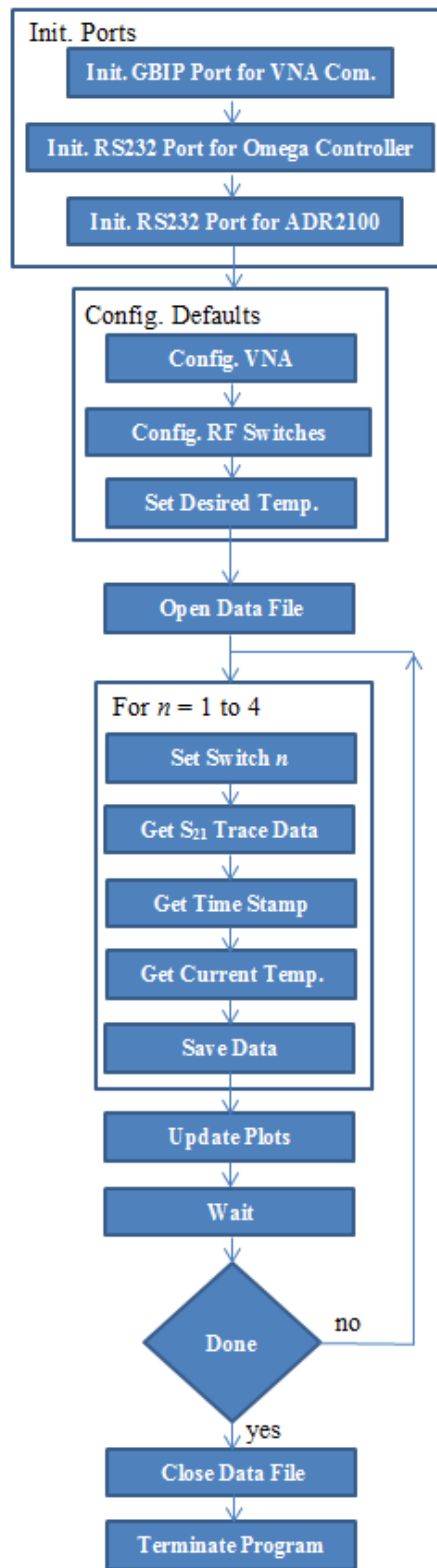 Init. Ports
Init. GBIP Port for VNA Com.
Init. RS232 Port for Omega Controller
Init. RS232 Port for ADR2100
Config. Defaults
Config. VNA
Config. RF Switches
Set Desired Temp.
Open Data File
For n = 1 to 4
Set Switch n
Get S₂₁ Trace Data
Get Time Stamp
Get Current Temp.
Save Data
Update Plots
Wait
Done
no
yes
Close Data File
Terminate Program